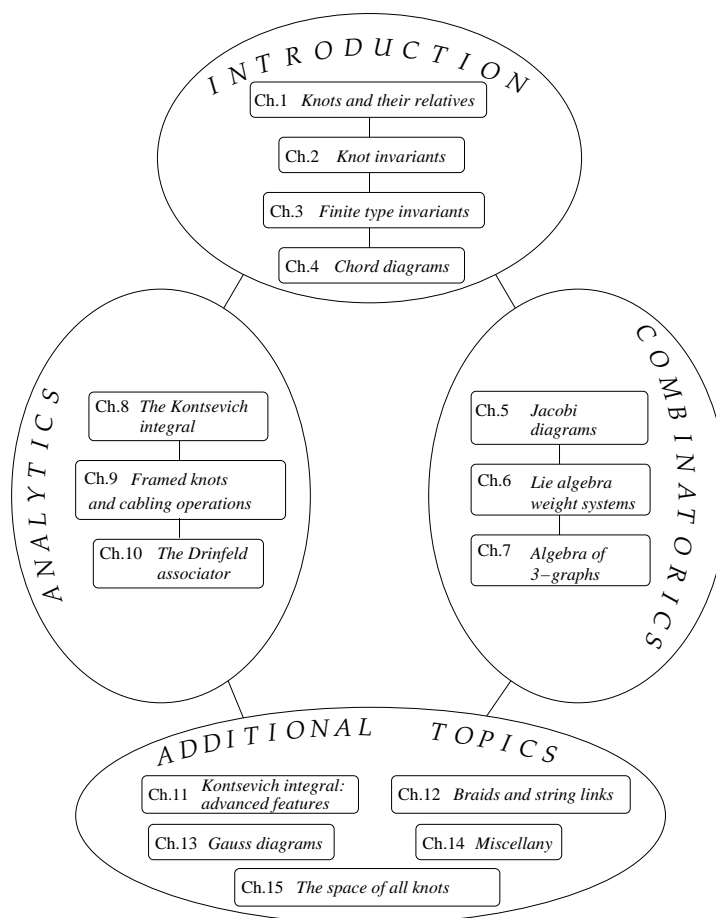 INTRODUCTION
Ch.1 Knots and their relatives
Ch.2 Knot invariants
Ch.3 Finite type invariants
Ch.4 Chord diagrams
ANALYTICS
Ch.8 The Kontsevich
integral
Ch.9 Framed knots
and cabling operations
Ch.10 The Drinfeld
associator
COMBINATORICS
Ch.5 Jacobi
diagrams
Ch.6 Lie algebra
weight systems
Ch.7 Algebra of
3−graphs
ADDITIONAL TOPICS
Ch.11 Kontsevich integral:
advanced features
Ch.12 Braids and string links
Ch.13 Gauss diagrams
Ch.14 Miscellany
Ch.15 The space of all knots